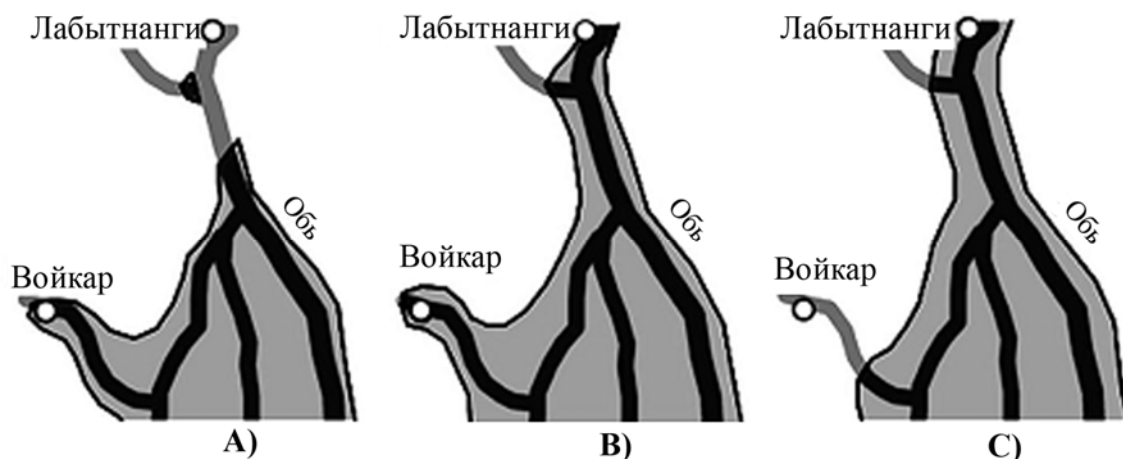 Лабытнанги
Войкар
Обь
A)
Лабытнанги
Войкар
Обь
B)
Лабытнанги
Войкар
Обь
C)